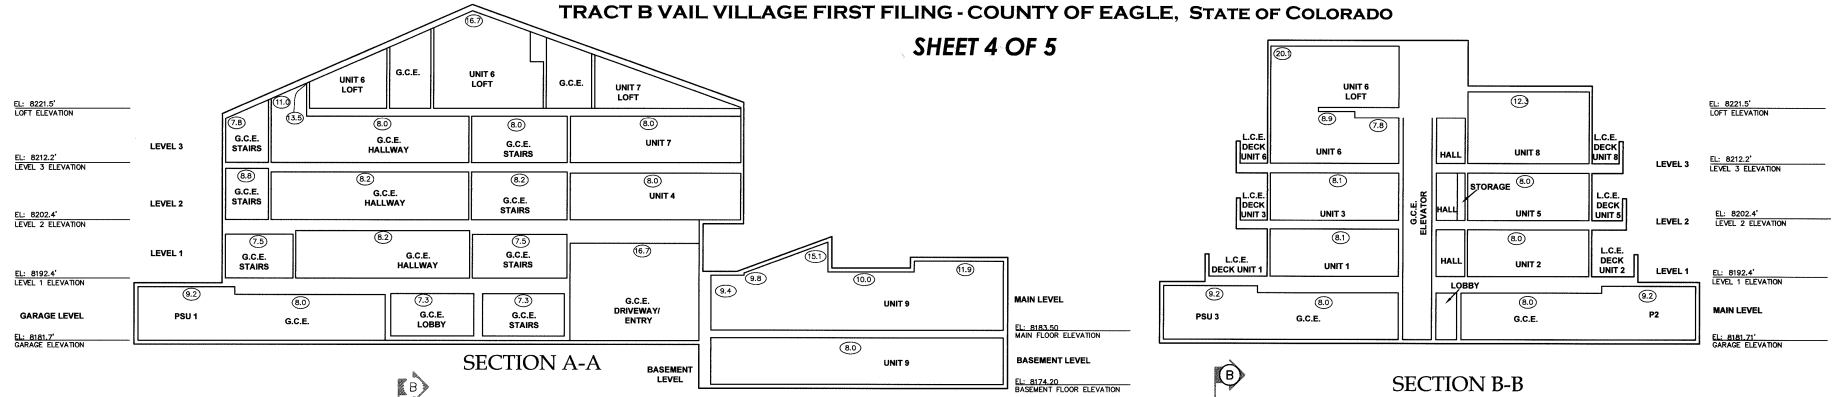 TRACT B VAIL VILLAGE FIRST FILING - COUNTY OF EAGLE, STATE OF COLORADO
SHEET 4 OF 5
16.7
UNIT 6
LOFT
G.C.E.
UNIT 6
LOFT
G.C.E.
UNIT 7
LOFT
11.0
13.5
EL: 8221.5'
LOFT ELEVATION
LEVEL 3
7.8
G.C.E.
STAIRS
8.0
G.C.E.
HALLWAY
8.0
G.C.E.
STAIRS
8.0
UNIT 7
EL: 8212.2'
LEVEL 3 ELEVATION
LEVEL 2
8.8
G.C.E.
STAIRS
8.2
G.C.E.
HALLWAY
8.2
G.C.E.
STAIRS
8.0
UNIT 4
EL: 8202.4'
LEVEL 2 ELEVATION
LEVEL 1
7.5
G.C.E.
STAIRS
8.2
G.C.E.
HALLWAY
7.5
G.C.E.
STAIRS
16.7
G.C.E.
DRIVEWAY/
ENTRY
EL: 8192.4'
LEVEL 1 ELEVATION
GARAGE LEVEL
9.2
PSU 1
8.0
G.C.E.
7.3
G.C.E.
LOBBY
7.3
G.C.E.
STAIRS
EL: 8181.7'
GARAGE ELEVATION
9.4
9.8
15.1
10.0
11.9
UNIT 9
MAIN LEVEL
EL: 8183.50
MAIN FLOOR ELEVATION
8.0
UNIT 9
BASEMENT LEVEL
BASEMENT
LEVEL
EL: 8174.20
BASEMENT FLOOR ELEVATION
SECTION A-A
B
20.1
UNIT 6
LOFT
8.9
7.8
UNIT 6
L.C.E.
DECK
UNIT 6
G.C.E.
ELEVATOR
HALL
12.3
UNIT 8
L.C.E.
DECK
UNIT 8
EL: 8221.5'
LOFT ELEVATION
LEVEL 3
EL: 8212.2'
LEVEL 3 ELEVATION
L.C.E.
DECK
UNIT 3
8.1
UNIT 3
HALL
STORAGE
8.0
UNIT 5
L.C.E.
DECK
UNIT 5
LEVEL 2
EL: 8202.4'
LEVEL 2 ELEVATION
L.C.E.
DECK UNIT 1
8.1
UNIT 1
HALL
8.0
UNIT 2
L.C.E.
DECK
UNIT 2
LEVEL 1
EL: 8192.4'
LEVEL 1 ELEVATION
9.2
PSU 3
8.0
G.C.E.
LOBBY
8.0
G.C.E.
9.2
P2
MAIN LEVEL
EL: 8181.71'
GARAGE ELEVATION
B
SECTION B-B